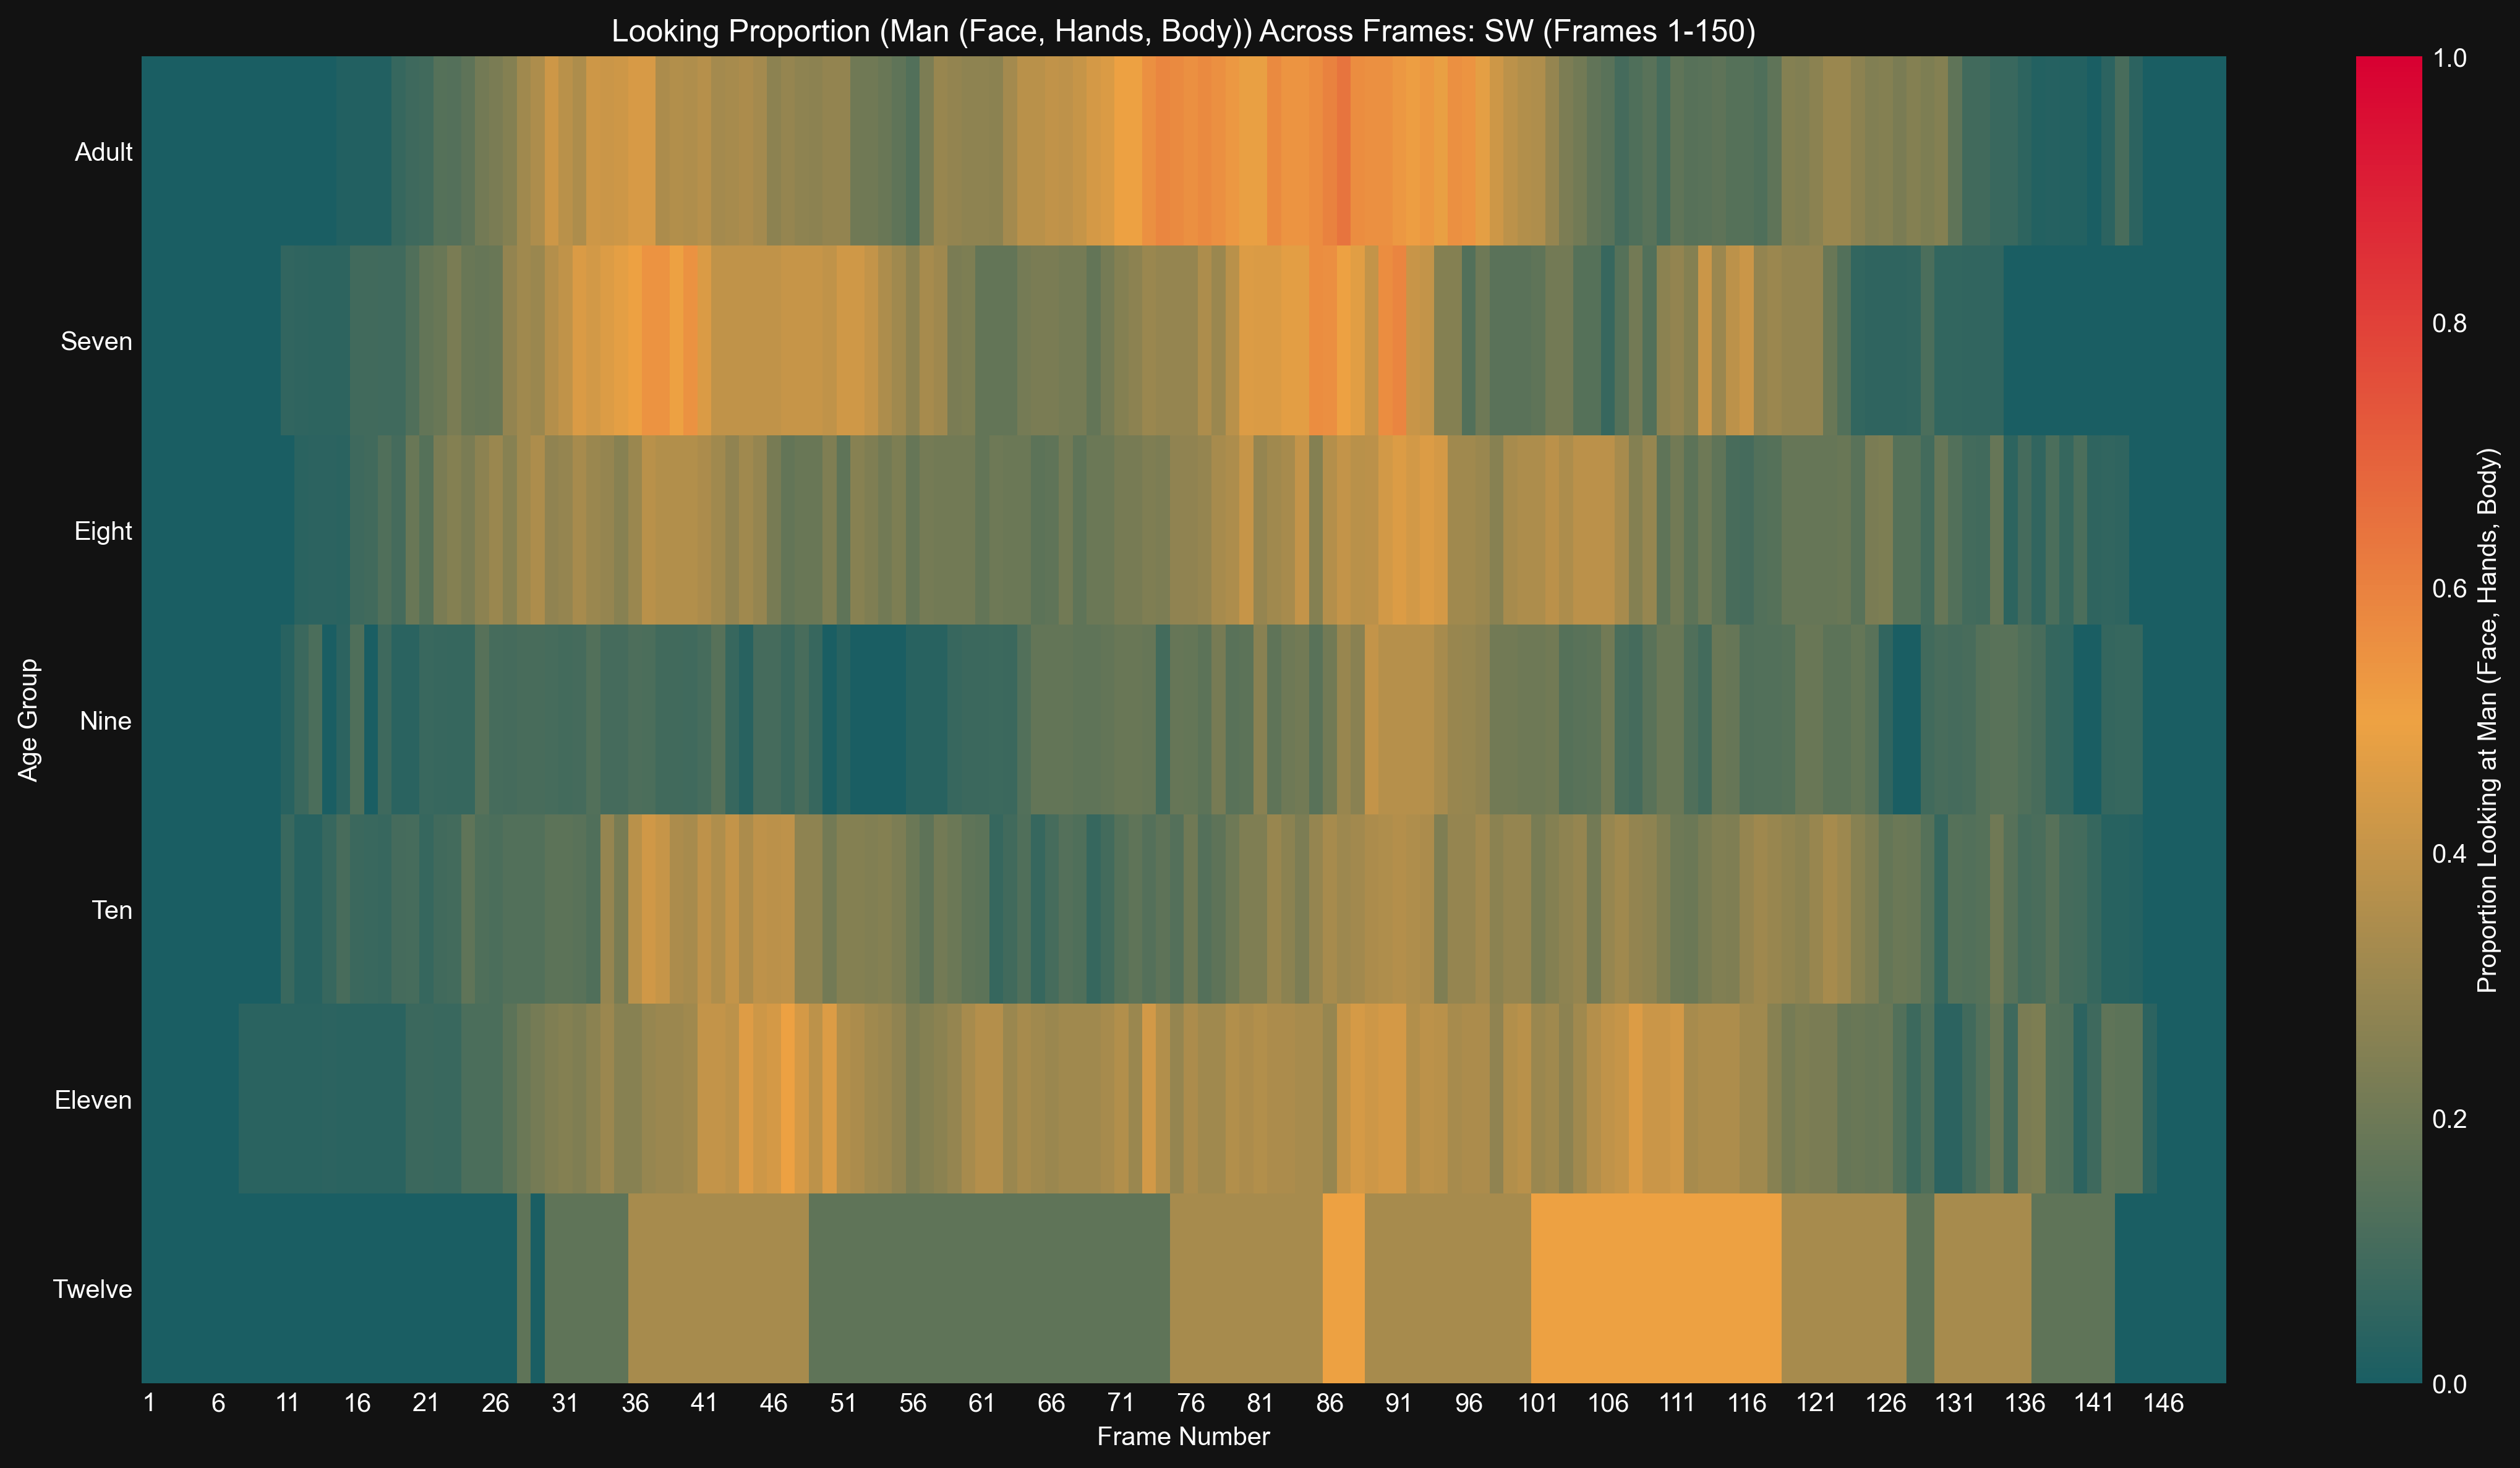 Looking Proportion (Man (Face, Hands, Body)) Across Frames: SW (Frames 1-150)
Age Group
Adult
Seven
Eight
Nine
Ten
Eleven
Twelve
1 6 11 16 21 26 31 36 41 46 51 56 61 66 71 76 81 86 91 96 101 106 111 116 121 126 131 136 141 146
Frame Number
1.0
0.8
0.6
0.4
0.2
0.0
Proportion Looking at Man (Face, Hands, Body)